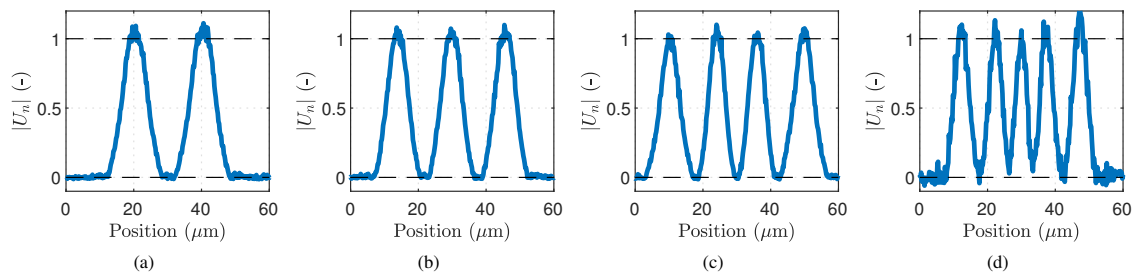 |Uₙ| (-)
1
0.5
0
0 20 40 60
Position (μm)
(a)
|Uₙ| (-)
1
0.5
0
0 20 40 60
Position (μm)
(b)
|Uₙ| (-)
1
0.5
0
0 20 40 60
Position (μm)
(c)
|Uₙ| (-)
1
0.5
0
0 20 40 60
Position (μm)
(d)